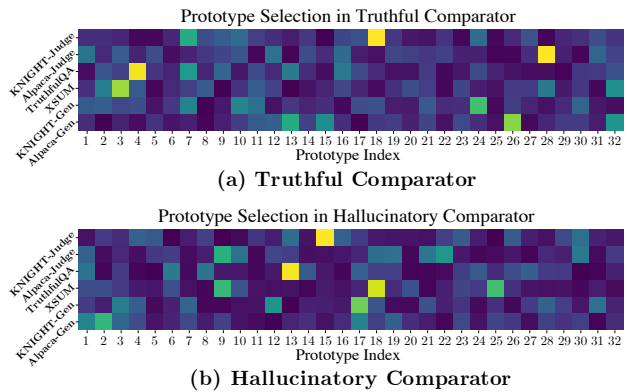 Prototype Selection in Truthful Comparator
KNIGHT-Judge
Alpaca-Judge
TruthfulQA
XSUM
KNIGHT-Gen.
Alpaca-Gen.
1 2 3 4 5 6 7 8 9 10 11 12 13 14 15 16 17 18 19 20 21 22 23 24 25 26 27 28 29 30 31 32
Prototype Index
(a) Truthful Comparator
Prototype Selection in Hallucinatory Comparator
KNIGHT-Judge
Alpaca-Judge
TruthfulQA
XSUM
KNIGHT-Gen.
Alpaca-Gen.
1 2 3 4 5 6 7 8 9 10 11 12 13 14 15 16 17 18 19 20 21 22 23 24 25 26 27 28 29 30 31 32
Prototype Index
(b) Hallucinatory Comparator